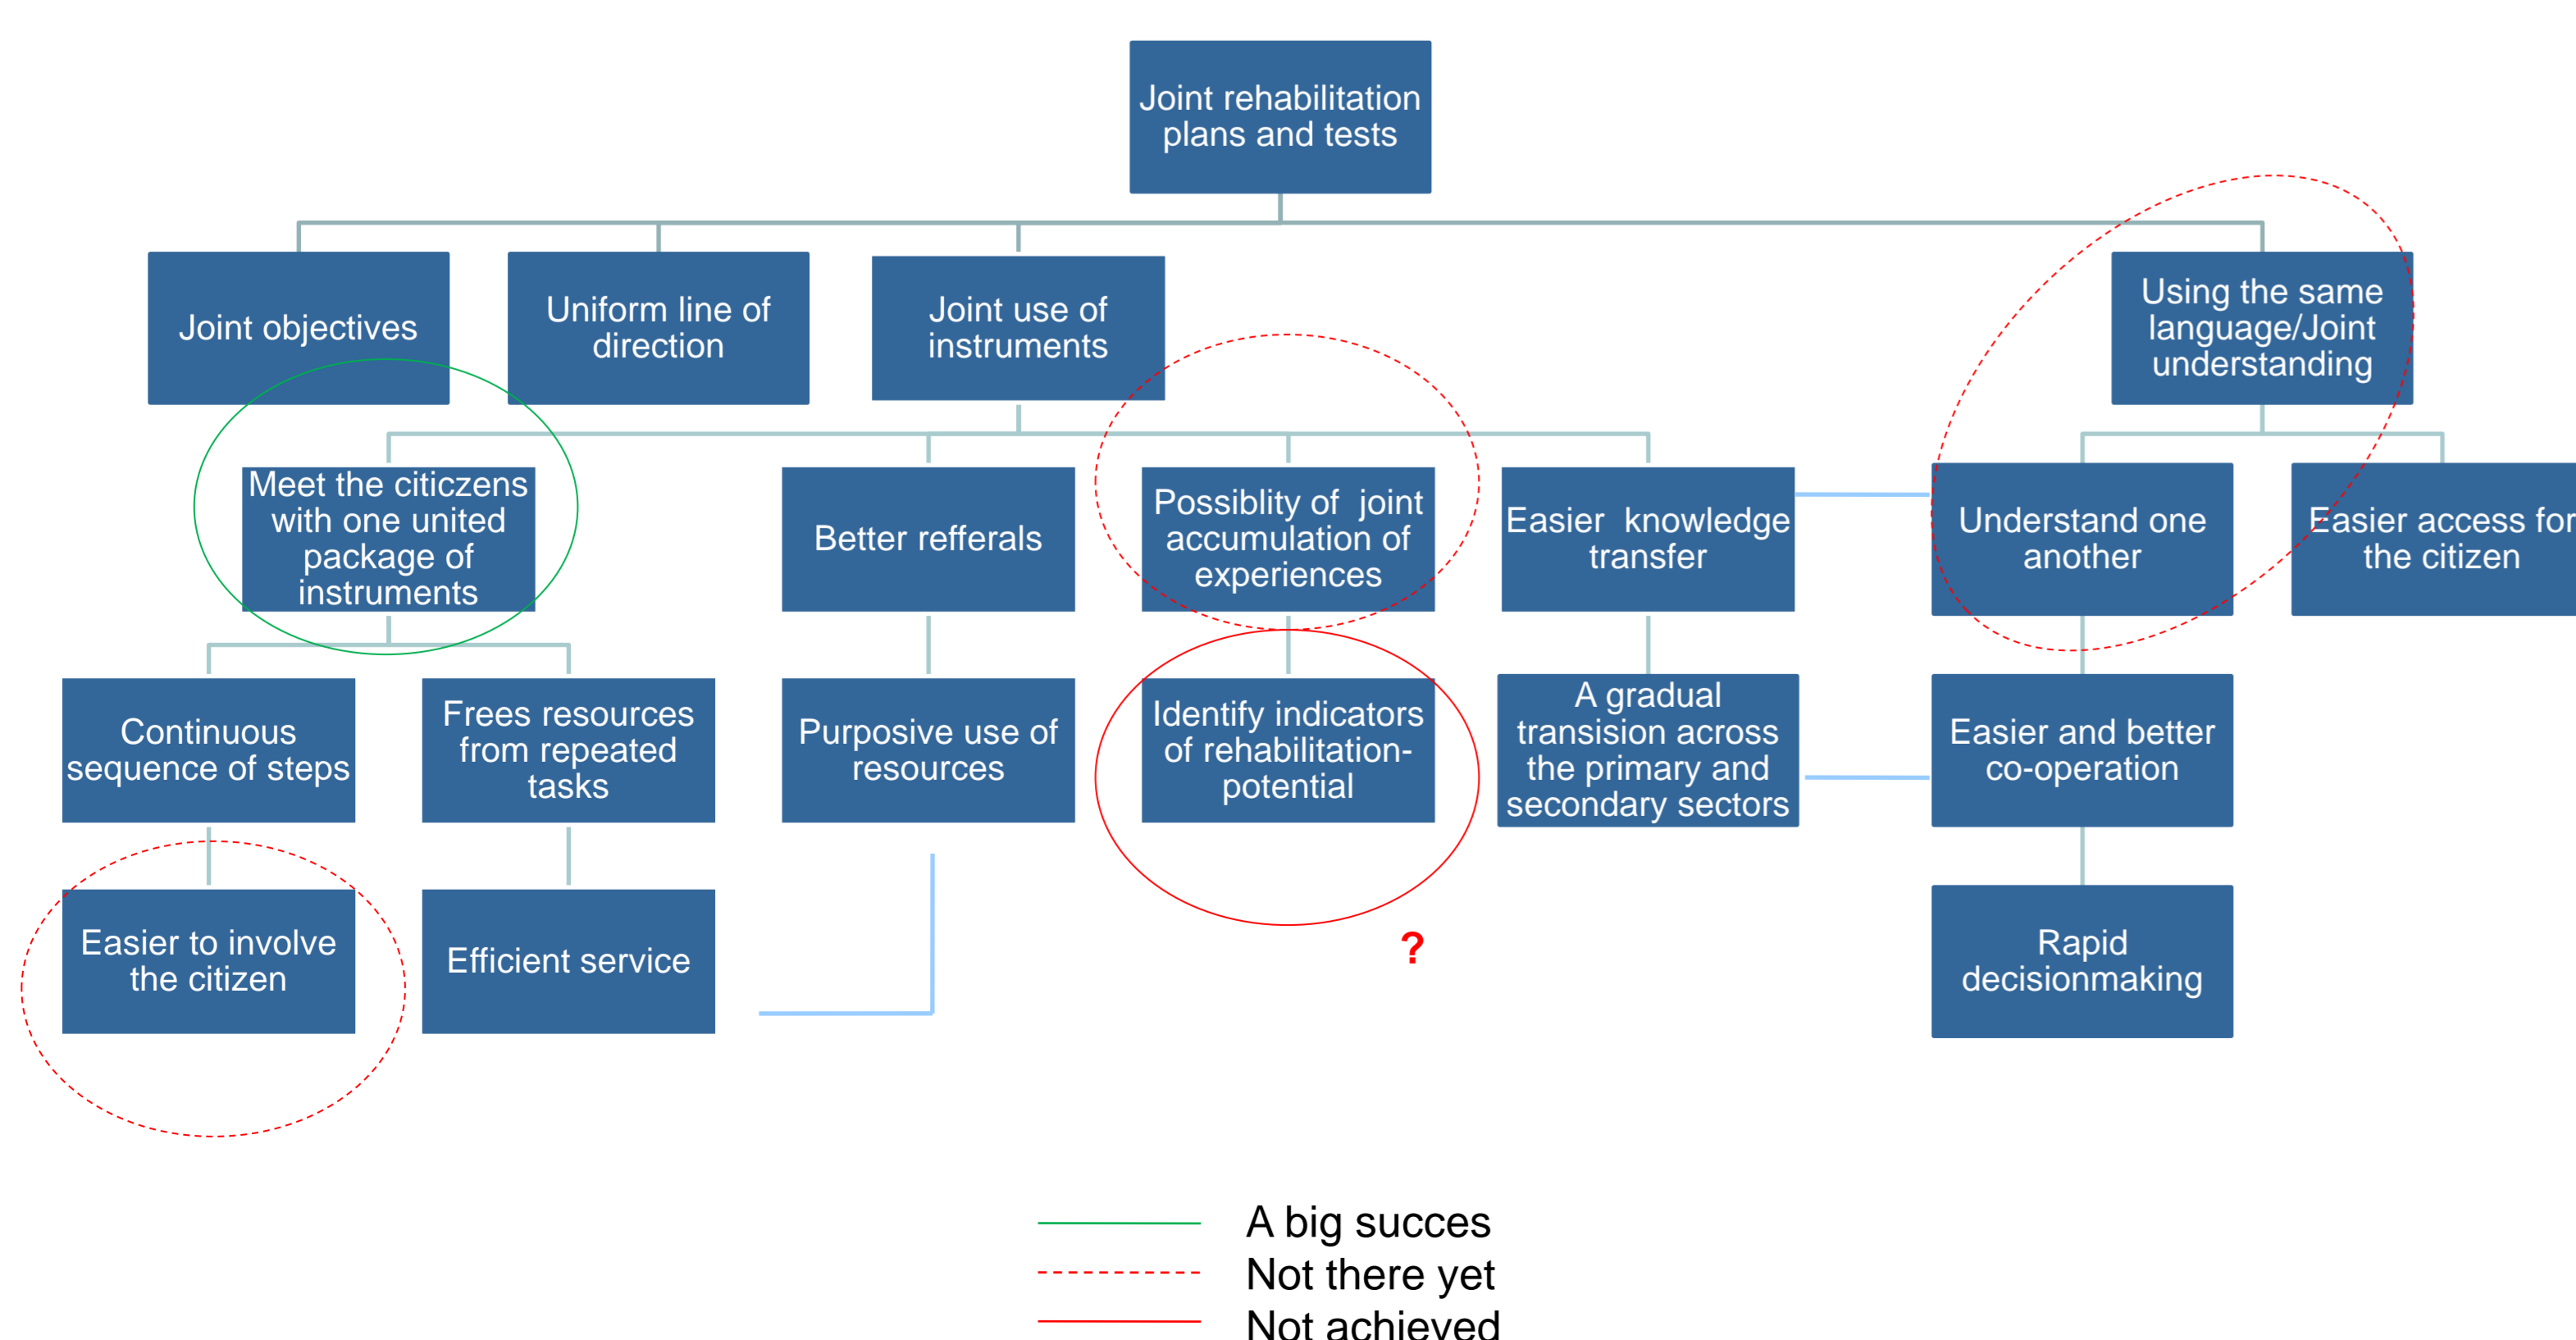 Joint rehabilitation
plans and tests
Joint objectives
Uniform line of
direction
Joint use of
instruments
Using the same
language/Joint
understanding
Meet the citiczens
with one united
package of
instruments
Better refferals
Possiblity of joint
accumulation of
experiences
Easier knowledge
transfer
Understand one
another
Easier access for
the citizen
Continuous
sequence of steps
Frees resources
from repeated
tasks
Purposive use of
resources
Identify indicators
of rehabilitation-
potential
A gradual
transision across
the primary and
secondary sectors
Easier and better
co-operation
Easier to involve
the citizen
Efficient service
?
Rapid
decisionmaking
A big succes
Not there yet
Not achieved